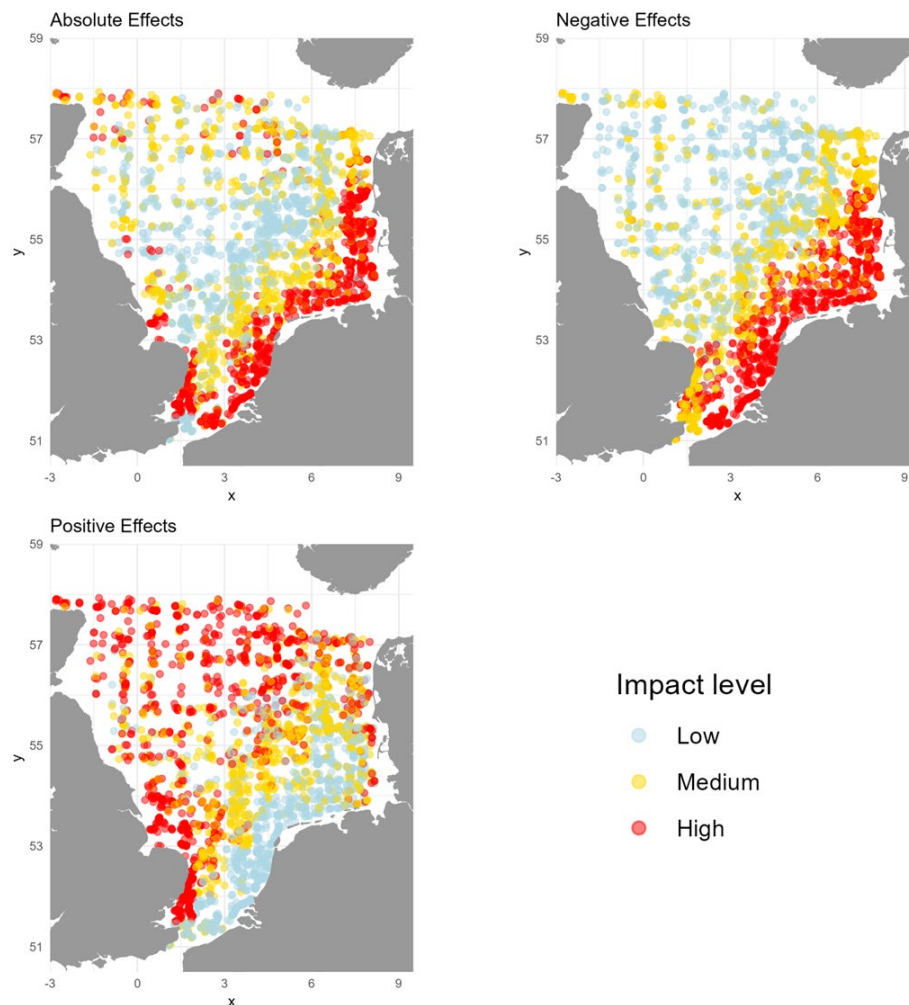 Absolute Effects
59
57
55
53
51
y
-3
0
3
6
9
x
Negative Effects
59
57
55
53
51
y
-3
0
3
6
9
x
Positive Effects
59
57
55
53
51
y
-3
0
3
6
9
x
Impact level
Low
Medium
High